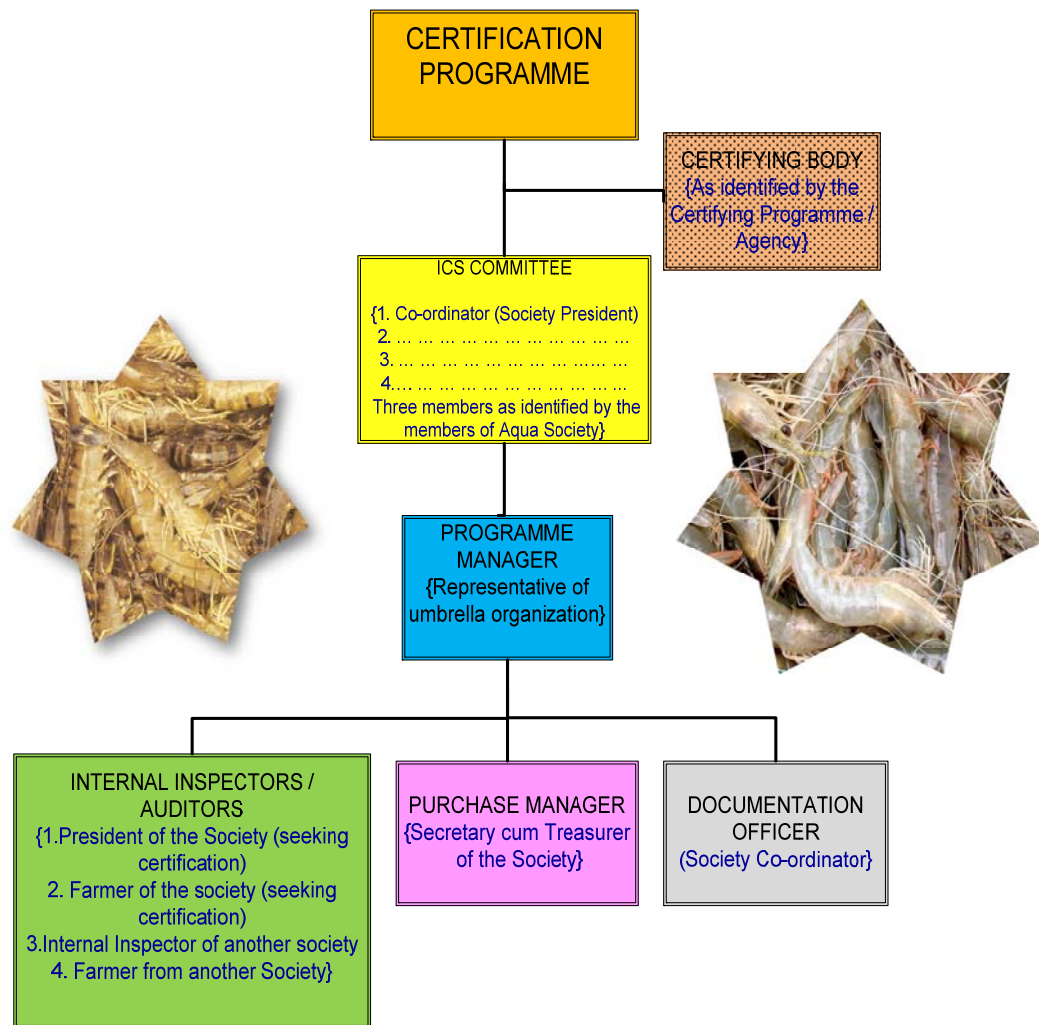 CERTIFICATION
PROGRAMME
CERTIFYING BODY
{As identified by the
Certifying Programme /
Agency}
ICS COMMITTEE
{1. Co-ordinator (Society President)
2. ... ... ... ... ... ... ... ... ... ... ...
3. ... ... ... ... ... ... ... ... ...... ...
4.... ... ... ... ... ... ... ... ... ... ...
Three members as identified by the
members of Aqua Society}
PROGRAMME
MANAGER
{Representative of
umbrella organization}
INTERNAL INSPECTORS /
AUDITORS
{1.President of the Society (seeking
certification)
2. Farmer of the society (seeking
certification)
3.Internal Inspector of another society
4. Farmer from another Society}
PURCHASE MANAGER
{Secretary cum Treasurer
of the Society}
DOCUMENTATION
OFFICER
(Society Co-ordinator}